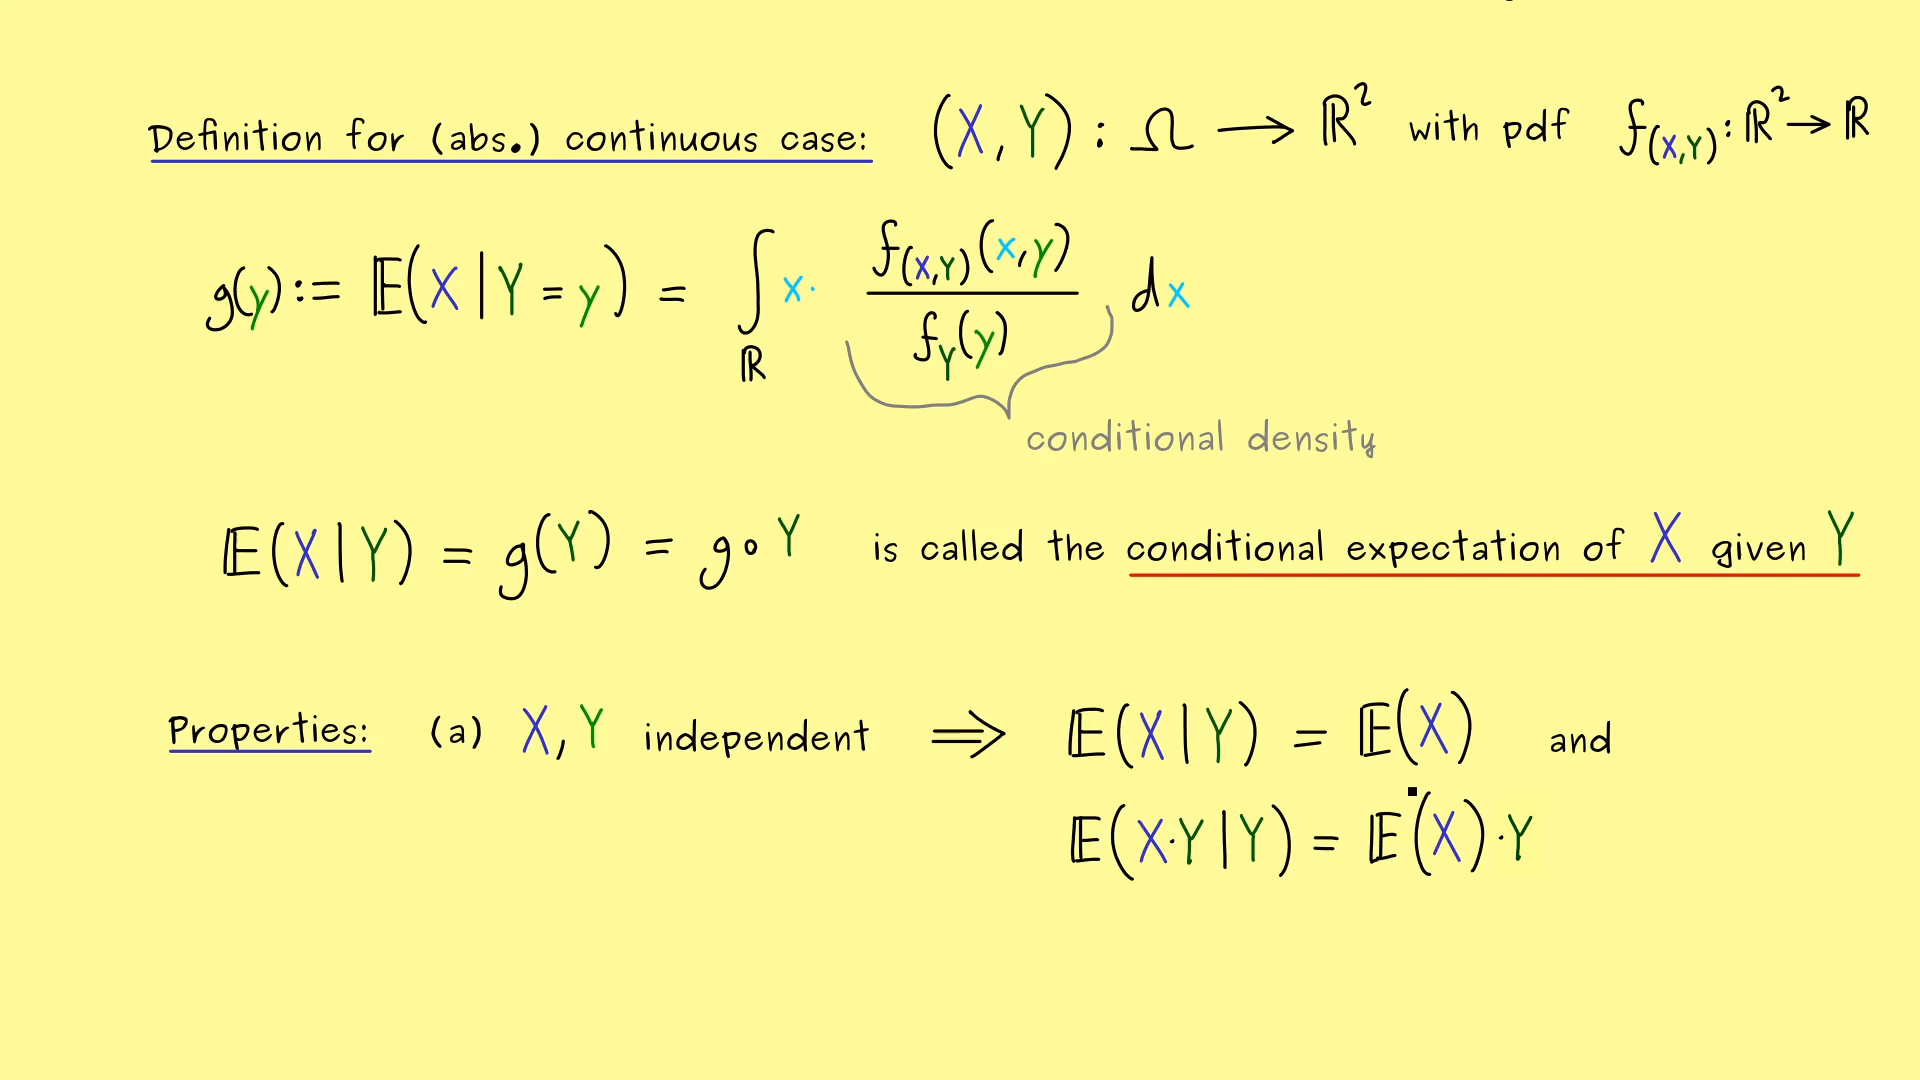 Definition for (abs.) continuous case: (X, Y) : Ω ⟶ ℝ² with pdf f_(X,Y) : ℝ² → ℝ
g(y) := 𝔼(X | Y = y) = ∫_ℝ x · f_(X,Y)(x, y) / f_Y(y) dx
conditional density
𝔼(X | Y) = g(Y) = g ∘ Y is called the conditional expectation of X given Y
Properties: (a) X, Y independent ⟹ 𝔼(X | Y) = 𝔼(X) and
𝔼(X · Y | Y) = 𝔼(X) · Y